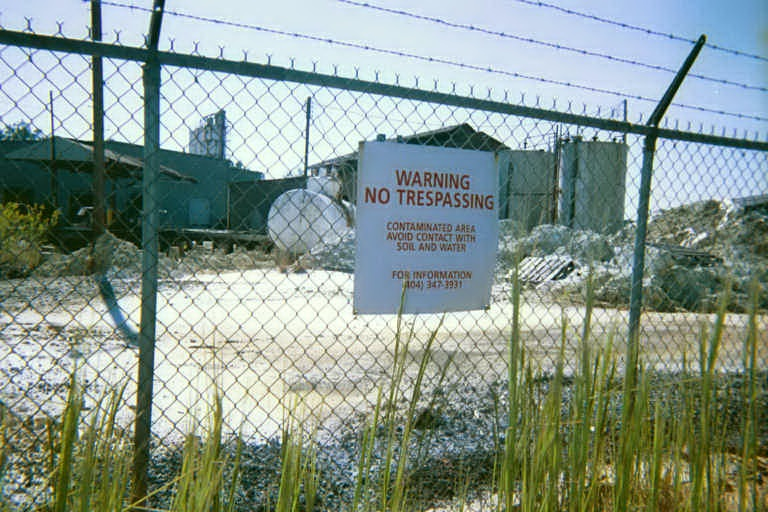 WARNING
NO TRESPASSING
CONTAMINATED AREA
AVOID CONTACT WITH
SOIL AND WATER
FOR INFORMATION
(404) 347-3931